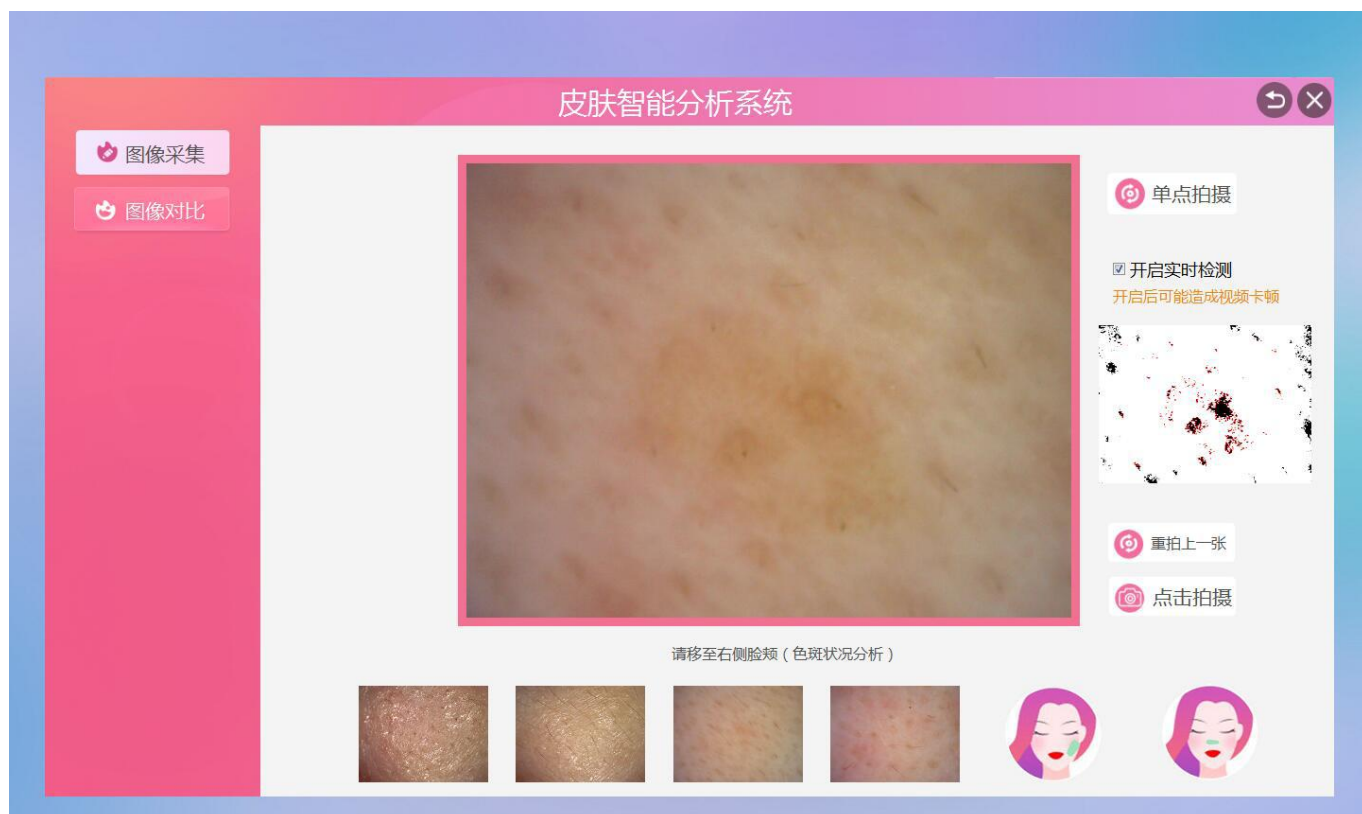 皮肤智能分析系统
图像采集
图像对比
单点拍摄
开启实时检测
开启后可能造成视频卡顿
重拍上一张
点击拍摄
请移至右侧脸颊（色斑状况分析）